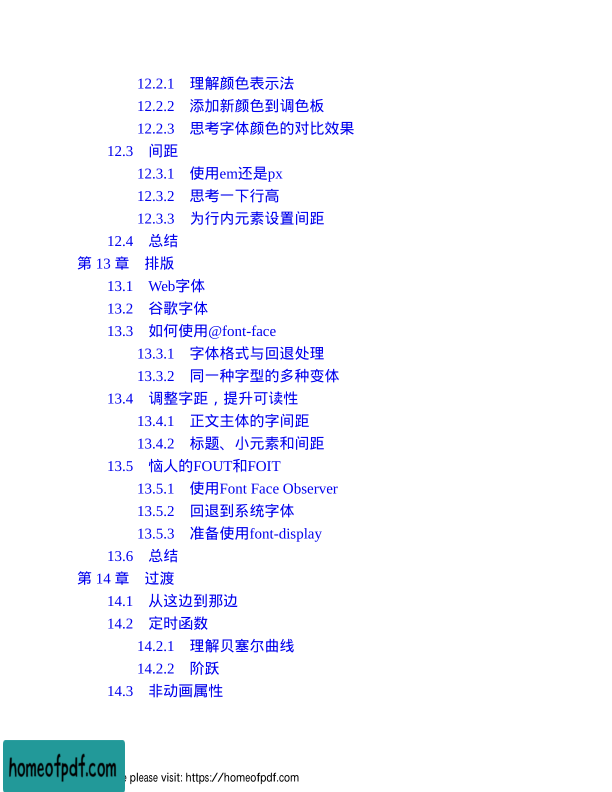 12.2.1 理解颜色表示法
12.2.2 添加新颜色到调色板
12.2.3 思考字体颜色的对比效果
12.3 间距
12.3.1 使用em还是px
12.3.2 思考一下行高
12.3.3 为行内元素设置间距
12.4 总结
第 13 章 排版
13.1 Web字体
13.2 谷歌字体
13.3 如何使用@font-face
13.3.1 字体格式与回退处理
13.3.2 同一种字型的多种变体
13.4 调整字距，提升可读性
13.4.1 正文主体的字间距
13.4.2 标题、小元素和间距
13.5 恼人的FOUT和FOIT
13.5.1 使用Font Face Observer
13.5.2 回退到系统字体
13.5.3 准备使用font-display
13.6 总结
第 14 章 过渡
14.1 从这边到那边
14.2 定时函数
14.2.1 理解贝塞尔曲线
14.2.2 阶跃
14.3 非动画属性
homeofpdf.com
please visit: https://homeofpdf.com